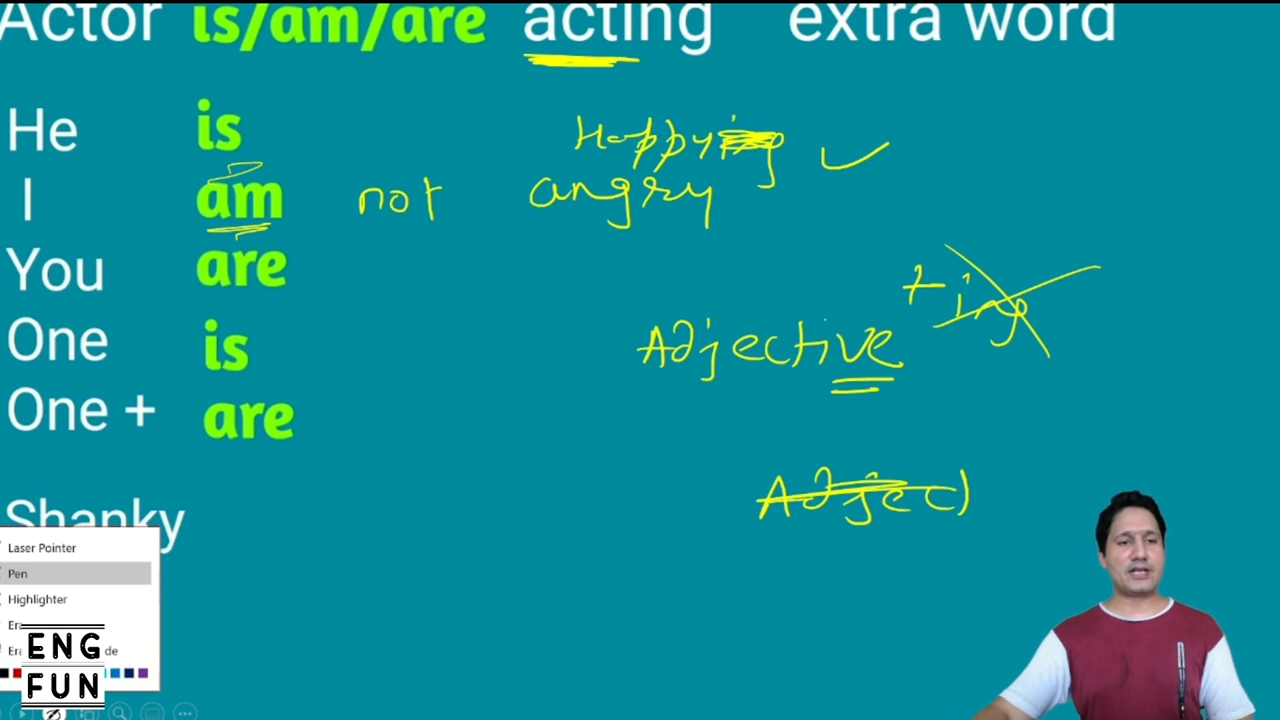 Actor is/am/are acting extra word
He is Happying
I am not angry
You are
+ ing
One is Adjective
One + are
Adject
Shanky
Laser Pointer
Pen
Highlighter
ENG
FUN